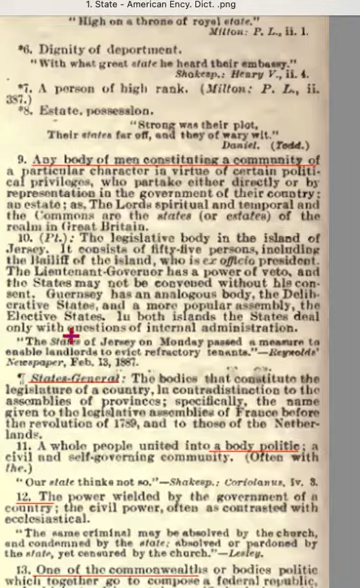 1. State - American Ency. Dict. .png
"High on a throne of royal state."
Milton: P. L., ii. 1.
*6. Dignity of deportment.
"With what great state he heard their embassy."
Shakesp.: Henry V., ii. 4.
*7. A person of high rank. (Milton: P. L., ii.
387.)
*8. Estate, possession.
"Strong was their plot,
Their states far off, and they of wary wit."
Daniel. (Todd.)
9. Any body of men constituting a community of
a particular character in virtue of certain politi-
cal privileges, who partake either directly or by
representation in the government of their country;
an estate; as, The Lords spiritual and temporal and
the Commons are the states (or estates) of the
realm in Great Britain.
10. (Pl.): The legislative body in the island of
Jersey. It consists of fifty-five persons, including
the Bailiff of the island, who is ex officio president.
The Lieutenant-Governor has a power of veto, and
the States may not be convened without his con-
sent. Guernsey has an analogous body, the Delib-
erative States, and a more popular assembly, the
Elective States. In both islands the States deal
only with questions of internal administration.
"The States of Jersey on Monday passed a measure to
enable landlords to evict refractory tenants."—Reynolds'
Newspaper, Feb. 13, 1887.
¶ States-General: The bodies that constitute the
legislature of a country, in contradistinction to the
assemblies of provinces; specifically, the name
given to the legislative assemblies of France before
the revolution of 1789, and to those of the Nether-
lands.
11. A whole people united into a body politic; a
civil and self-governing community. (Often with
the.)
"Our state thinks not so."—Shakesp.: Coriolanus, iv. 3.
12. The power wielded by the government of a
country; the civil power, often as contrasted with
ecclesiastical.
"The same criminal may be absolved by the church,
and condemned by the state; absolved or pardoned by
the state, yet censured by the church."—Lesley.
13. One of the commonwealths or bodies politic
which together go to compose a federal republic,